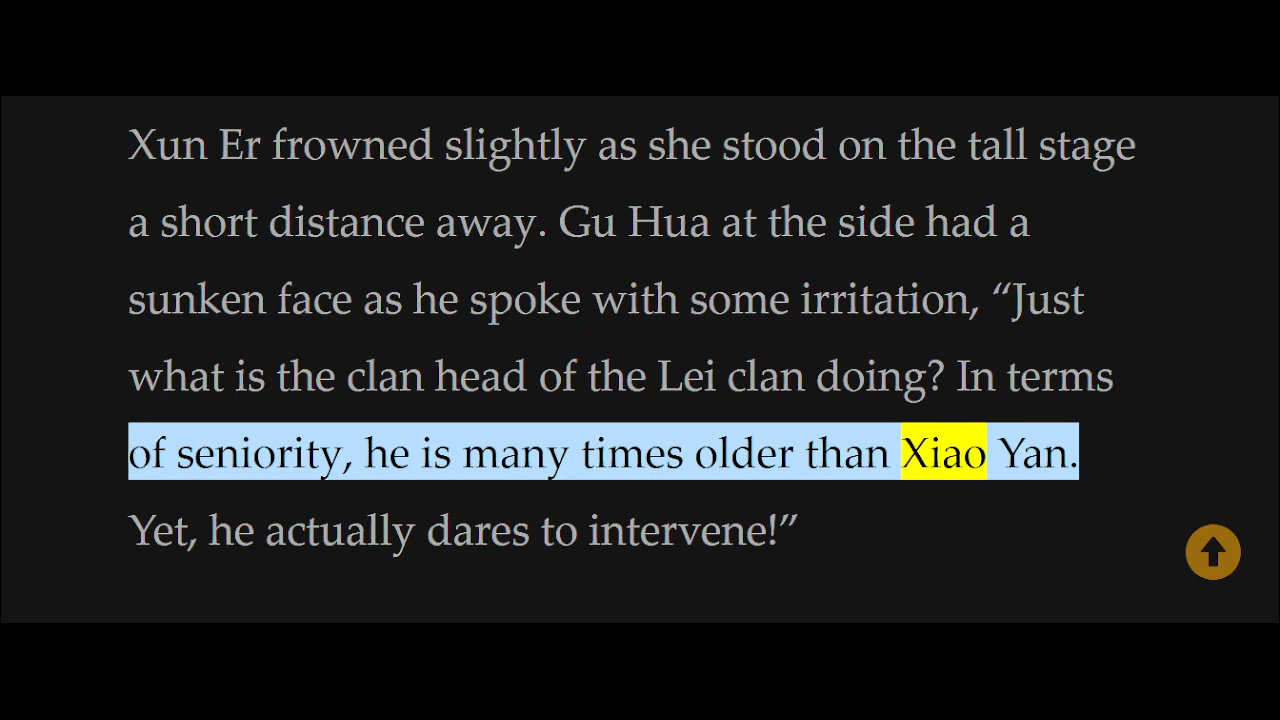 Xun Er frowned slightly as she stood on the tall stage
a short distance away. Gu Hua at the side had a
sunken face as he spoke with some irritation, “Just
what is the clan head of the Lei clan doing? In terms
of seniority, he is many times older than Xiao Yan.
Yet, he actually dares to intervene!”